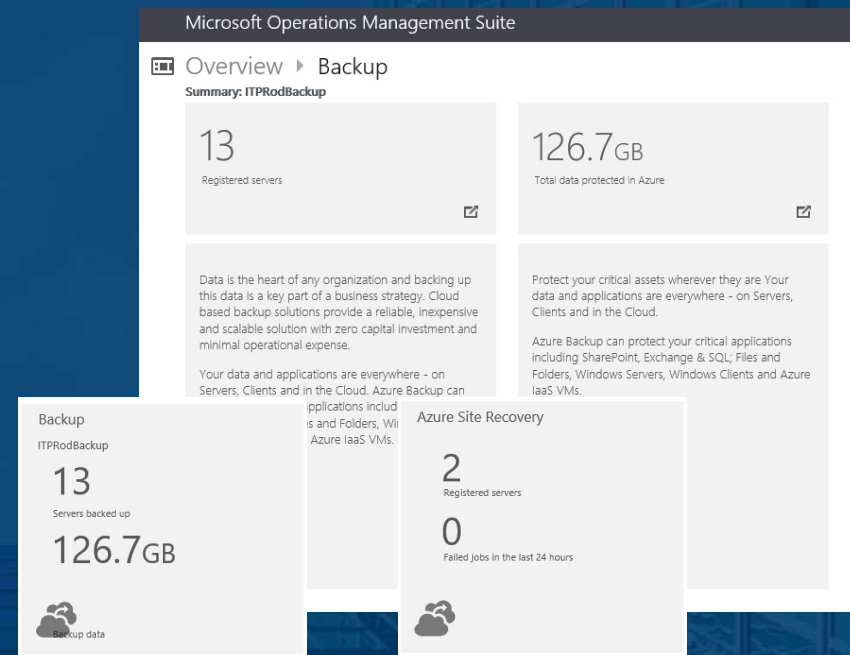 Microsoft Operations Management Suite
Overview Backup
Summary: ITPRodBackup
13
Registered servers
126.7GB
Total data protected in Azure
Data is the heart of any organization and backing up
this data is a key part of a business strategy. Cloud
based backup solutions provide a reliable, inexpensive
and scalable solution with zero capital investment and
minimal operational expense.
Your data and applications are everywhere - on
Servers, Clients and in the Cloud. Azure Backup can
applications includ
s and Folders, Wi
Azure IaaS VMs.
Protect your critical assets wherever they are Your
data and applications are everywhere - on Servers,
Clients and in the Cloud.
Azure Backup can protect your critical applications
including SharePoint, Exchange & SQL; Files and
Folders, Windows Servers, Windows Clients and Azure
IaaS VMs.
Backup
ITPRodBackup
13
Servers backed up
126.7GB
Backup data
Azure Site Recovery
2
Registered servers
0
Failed jobs in the last 24 hours